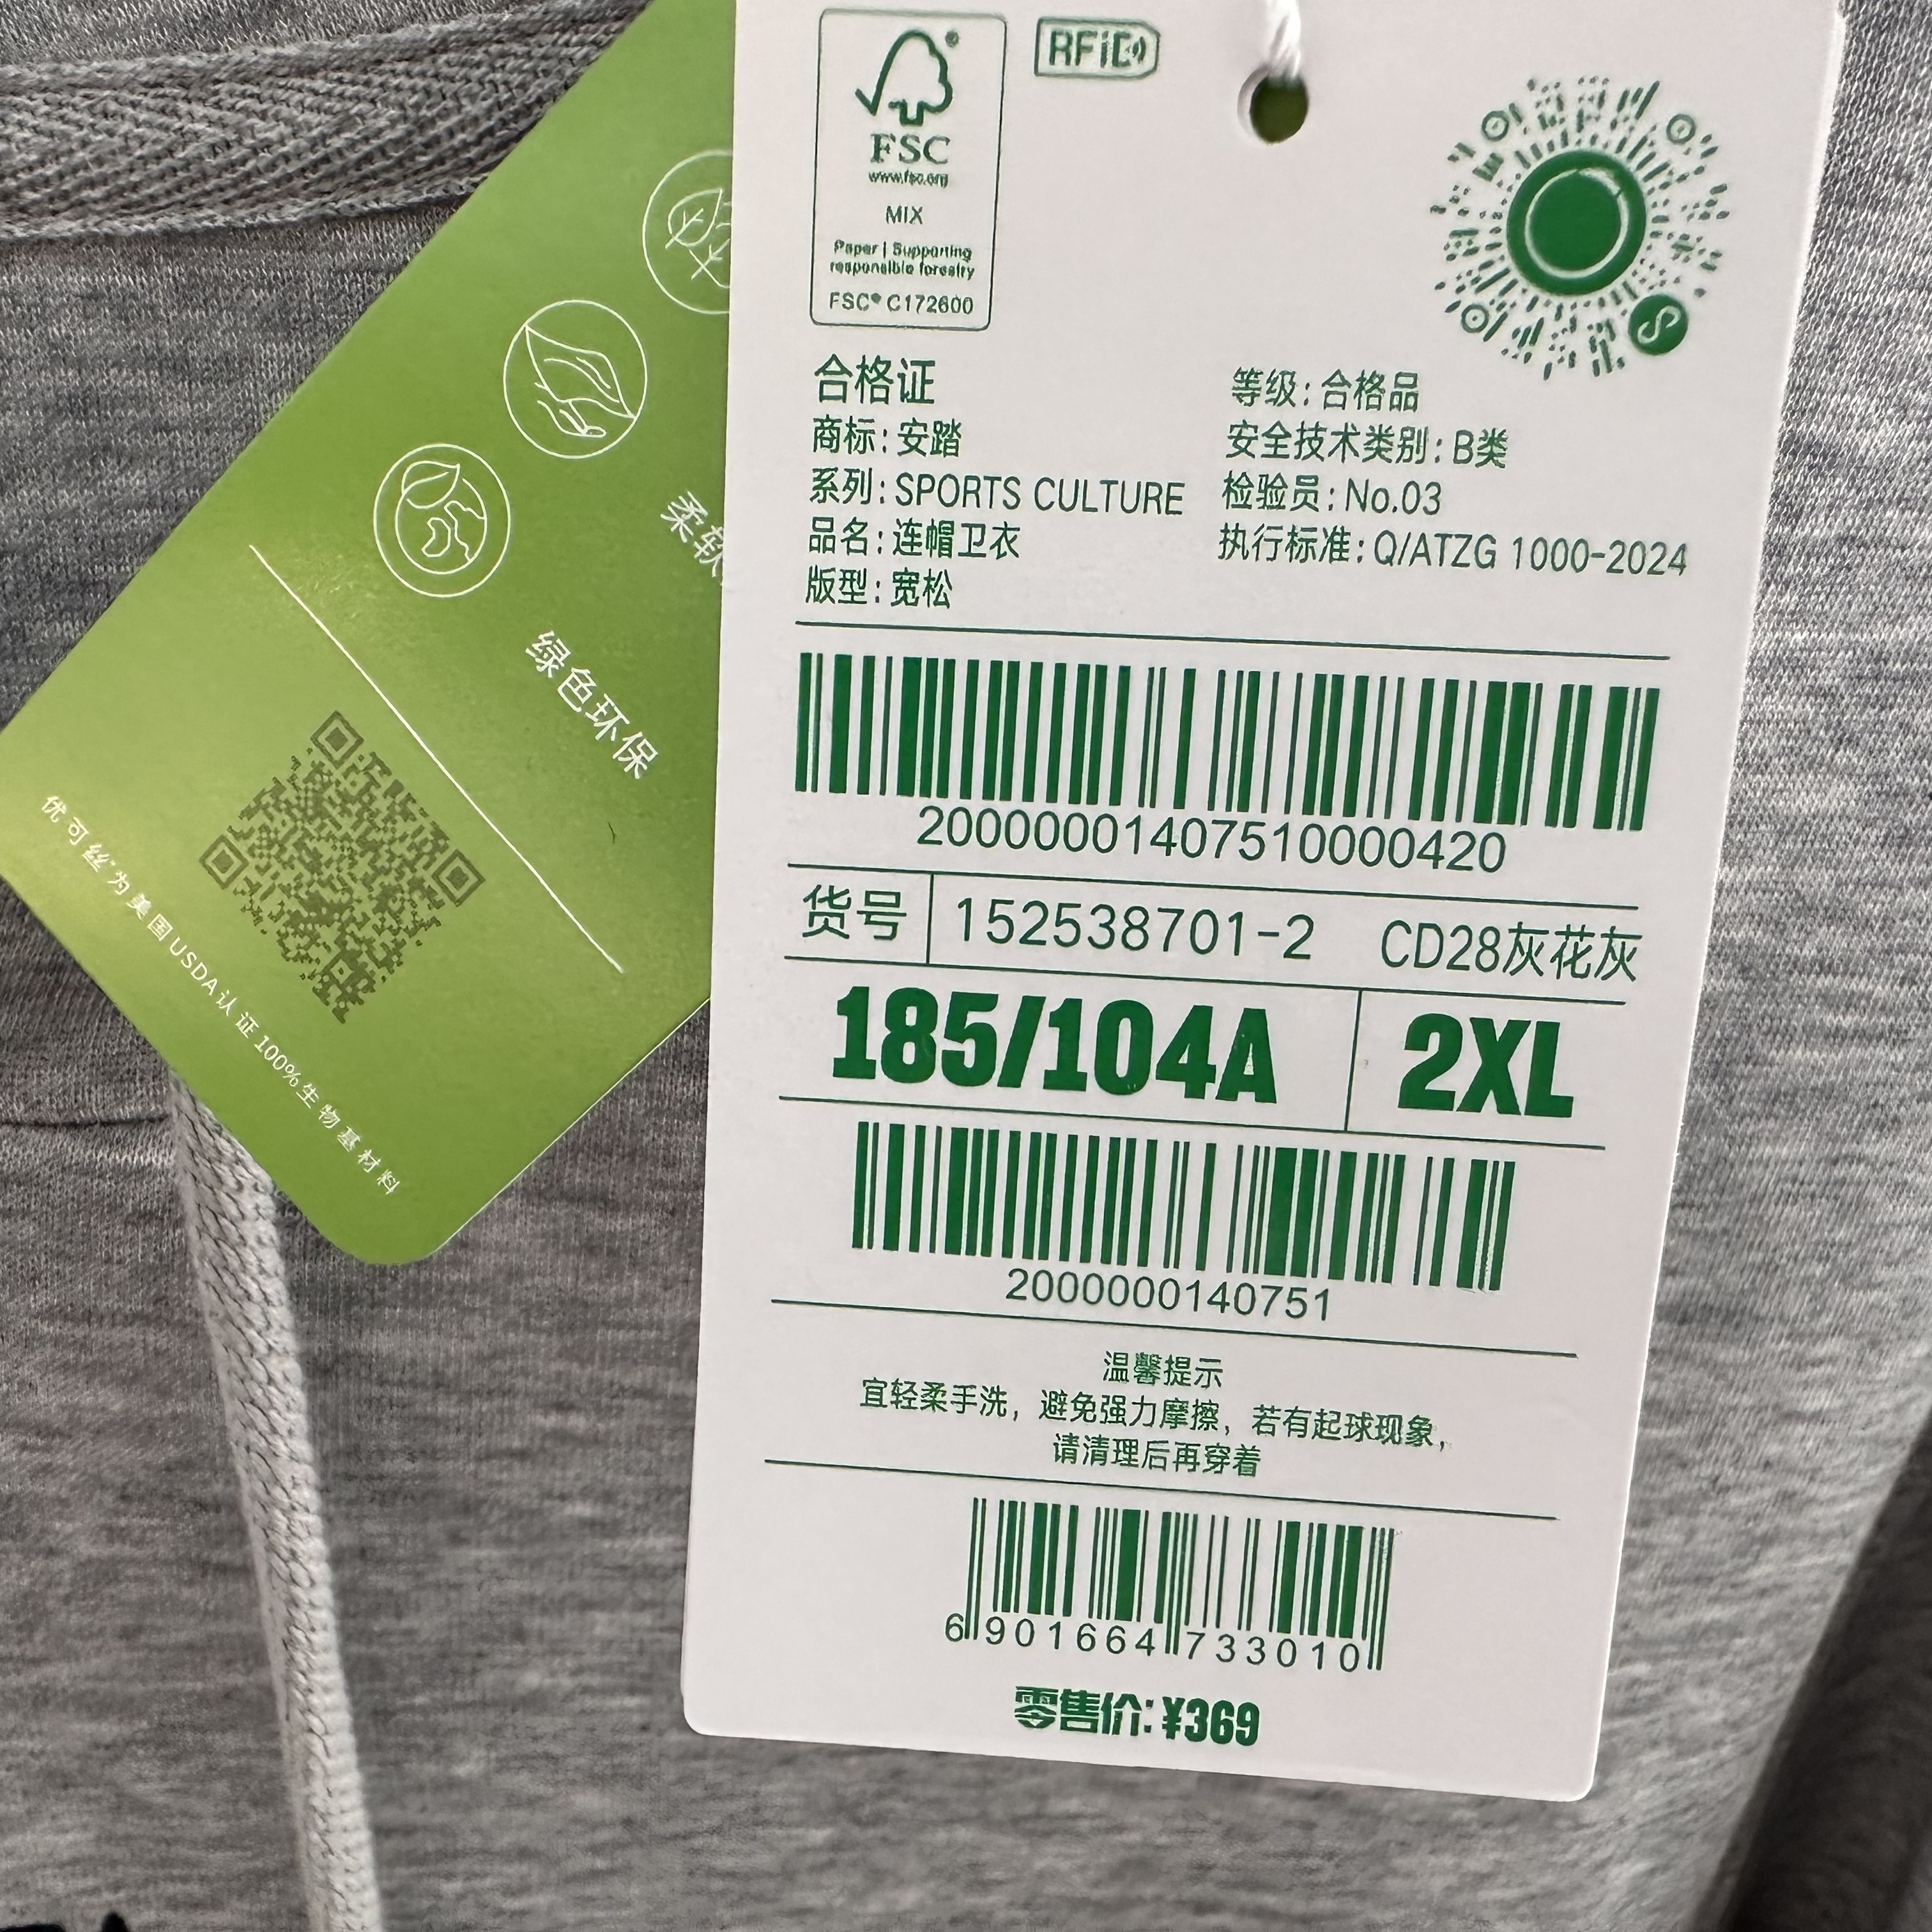 RFID
FSC
www.fsc.org
MIX
Paper | Supporting
responsible forestry
FSC® C172600
合格证
商标:安踏
系列:SPORTS CULTURE
品名:连帽卫衣
版型:宽松
等级:合格品
安全技术类别:B类
检验员:No.03
执行标准:Q/ATZG 1000-2024
20000001407510000420
货号 152538701-2 CD28灰花灰
185/104A 2XL
2000000140751
温馨提示
宜轻柔手洗，避免强力摩擦，若有起球现象，
请清理后再穿着
6 901664 733010
零售价:¥369
柔软
绿色环保
优可丝™为美国USDA认证100%生物基材料